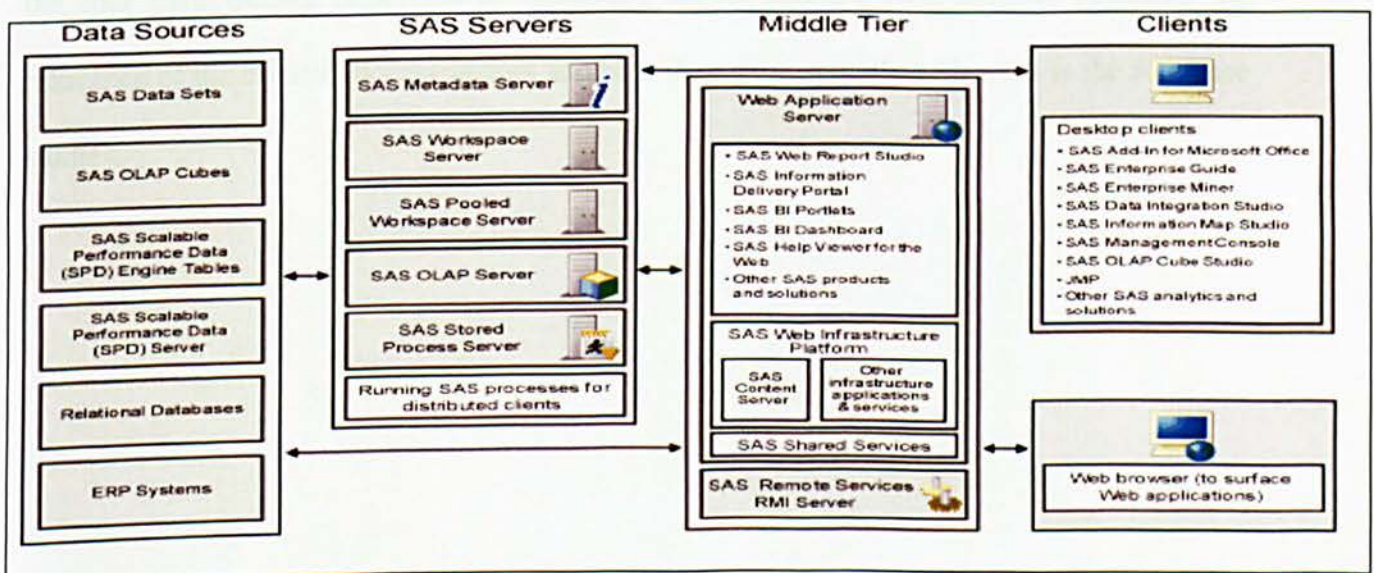 Data Sources
SAS Data Sets
SAS OLAP Cubes
SAS Scalable
Performance Data
(SPD) Engine Tables
SAS Scalable
Performance Data
(SPD) Server
Relational Databases
ERP Systems
SAS Servers
SAS Metadata Server
SAS Workspace
Server
SAS Pooled
Workspace Server
SAS OLAP Server
SAS Stored
Process Server
Running SAS processes for
distributed clients
Middle Tier
Web Application
Server
• SAS Web Report Studio
• SAS Information
Delivery Portal
• SAS BI Portlets
• SAS BI Dashboard
• SAS Help Viewer for the
Web
• Other SAS products
and solutions
SAS Web Infrastructure
Platform
SAS
Content
Server
Other
infrastructure
applications
& services
SAS Shared Services
SAS Remote Services
RMI Server
Clients
Desktop clients
• SAS Add-In for Microsoft Office
• SAS Enterprise Guide
• SAS Enterprise Miner
• SAS Data Integration Studio
• SAS Information Map Studio
• SAS Management Console
• SAS OLAP Cube Studio
• JMP
• Other SAS analytics and
solutions
Web browser (to surface
Web applications)